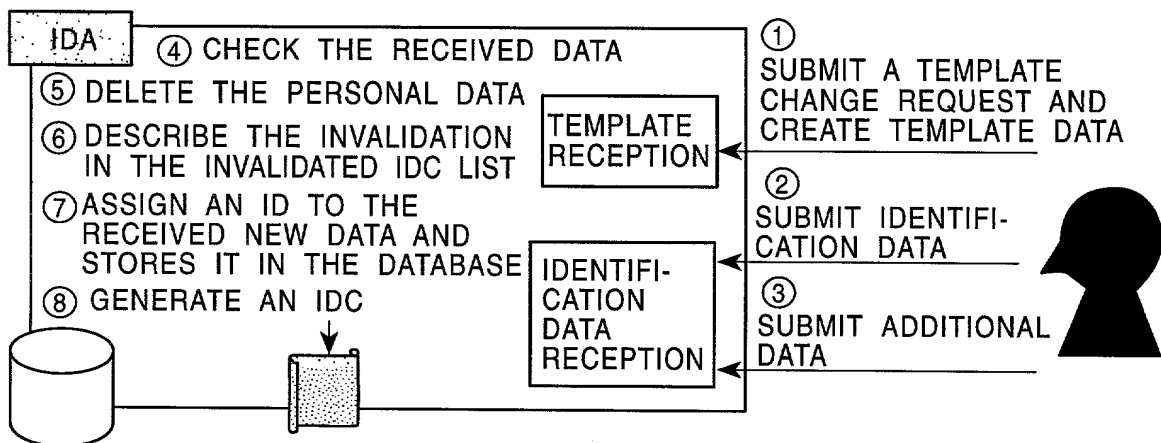 IDA
④ CHECK THE RECEIVED DATA
⑤ DELETE THE PERSONAL DATA
⑥ DESCRIBE THE INVALIDATION
IN THE INVALIDATED IDC LIST
⑦ ASSIGN AN ID TO THE
RECEIVED NEW DATA AND
STORES IT IN THE DATABASE
⑧ GENERATE AN IDC
TEMPLATE
RECEPTION
IDENTIFI-
CATION
DATA
RECEPTION
①
SUBMIT A TEMPLATE
CHANGE REQUEST AND
CREATE TEMPLATE DATA
②
SUBMIT IDENTIFI-
CATION DATA
③
SUBMIT ADDITIONAL
DATA